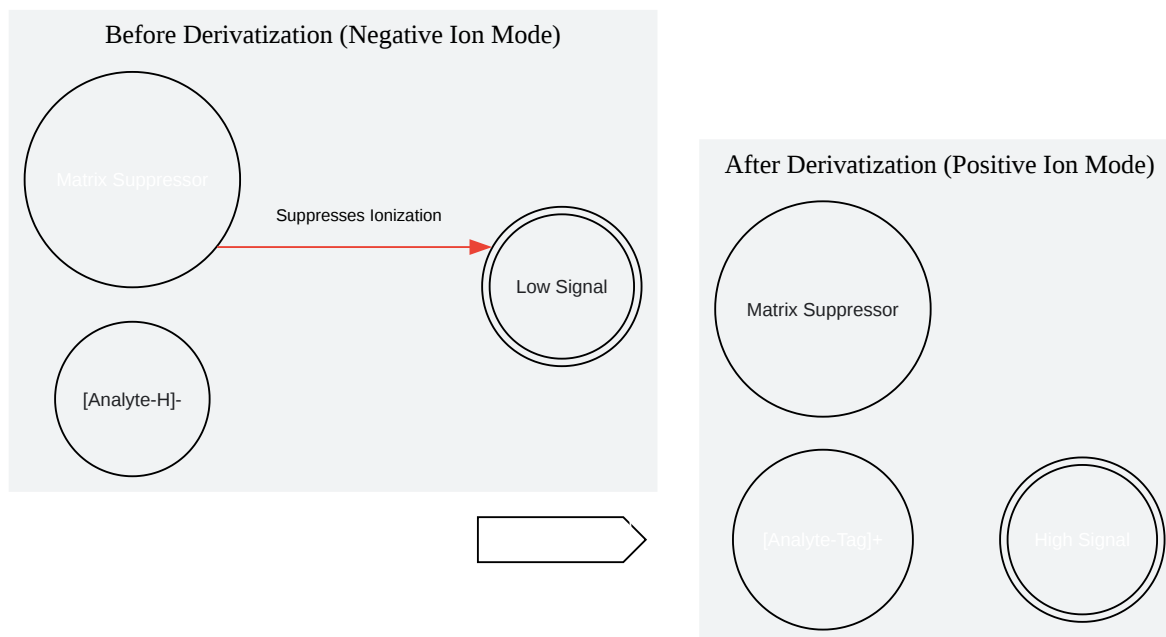 Before Derivatization (Negative Ion Mode)
Matrix Suppressor
Suppresses Ionization
Low Signal
[Analyte-H]-
After Derivatization (Positive Ion Mode)
Matrix Suppressor
[Analyte-Tag]+
High Signal